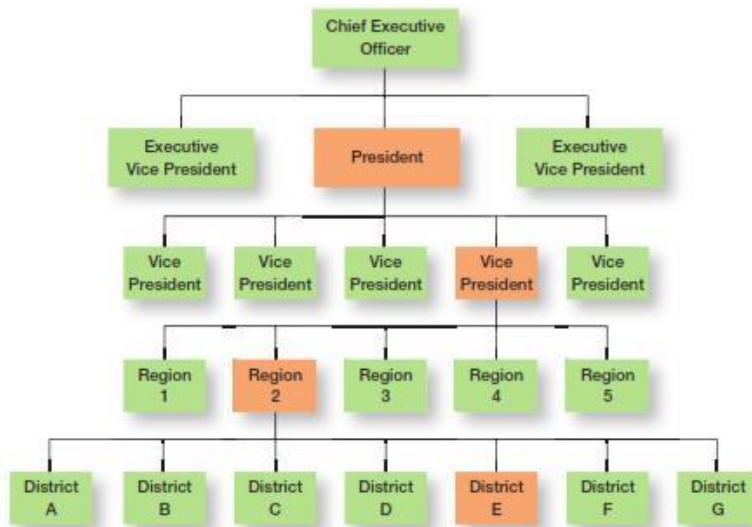 Chief Executive
Officer
Executive
Vice President
President
Executive
Vice President
Vice
President
Vice
President
Vice
President
Vice
President
Vice
President
Region
1
Region
2
Region
3
Region
4
Region
5
District
A
District
B
District
C
District
D
District
E
District
F
District
G